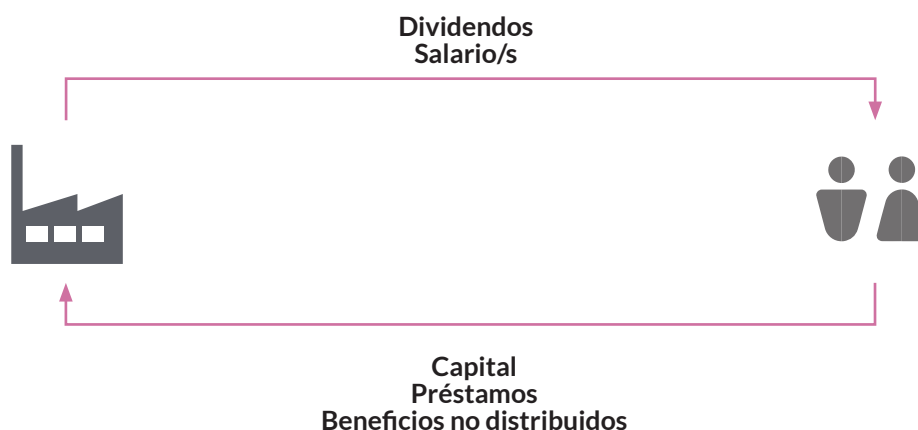 Dividendos
Salario/s
Capital
Préstamos
Beneficios no distribuidos